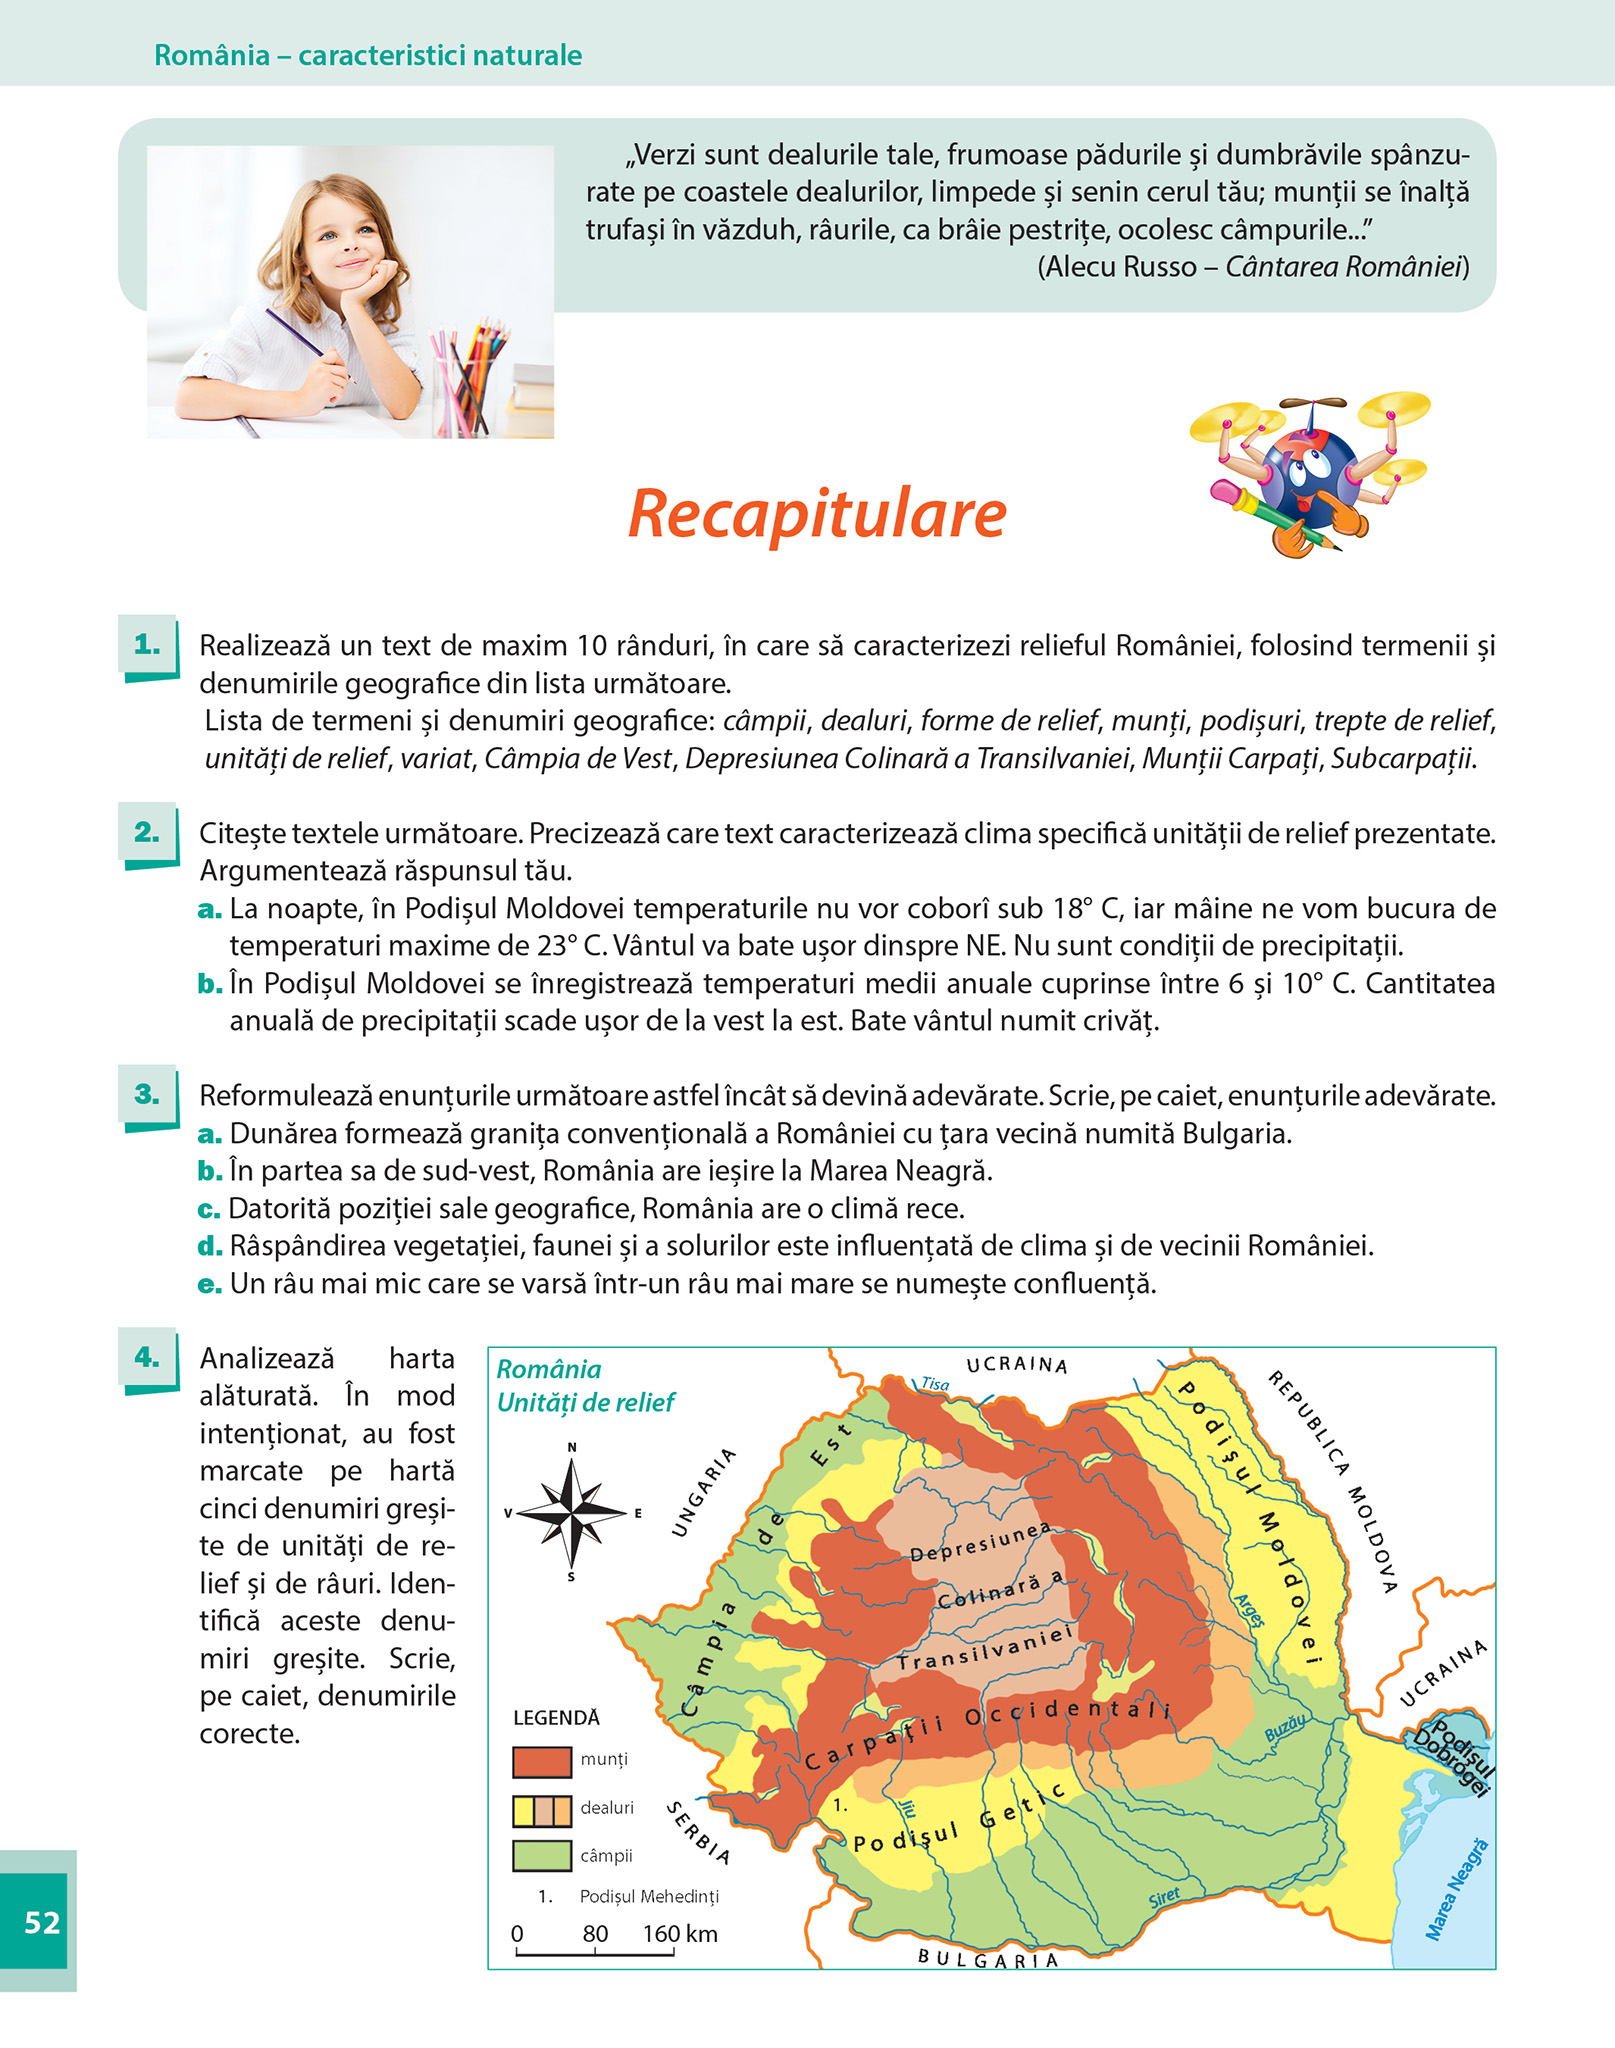 România – caracteristici naturale
„Verzi sunt dealurile tale, frumoase pădurile și dumbrăvile spânzu-
rate pe coastele dealurilor, limpede și senin cerul tău; munții se înalță
trufași în văzduh, râurile, ca brâie pestrițe, ocolesc câmpurile...”
(Alecu Russo – Cântarea României)
Recapitulare
1. Realizează un text de maxim 10 rânduri, în care să caracterizezi relieful României, folosind termenii și
denumirile geografice din lista următoare.
Lista de termeni și denumiri geografice: câmpii, dealuri, forme de relief, munți, podișuri, trepte de relief,
unități de relief, variat, Câmpia de Vest, Depresiunea Colinară a Transilvaniei, Munții Carpați, Subcarpații.
2. Citește textele următoare. Precizează care text caracterizează clima specifică unității de relief prezentate.
Argumentează răspunsul tău.
a. La noapte, în Podișul Moldovei temperaturile nu vor coborî sub 18° C, iar mâine ne vom bucura de
temperaturi maxime de 23° C. Vântul va bate ușor dinspre NE. Nu sunt condiții de precipitații.
b. În Podișul Moldovei se înregistrează temperaturi medii anuale cuprinse între 6 și 10° C. Cantitatea
anuală de precipitații scade ușor de la vest la est. Bate vântul numit crivăț.
3. Reformulează enunțurile următoare astfel încât să devină adevărate. Scrie, pe caiet, enunțurile adevărate.
a. Dunărea formează granița convențională a României cu țara vecină numită Bulgaria.
b. În partea sa de sud-vest, România are ieșire la Marea Neagră.
c. Datorită poziției sale geografice, România are o climă rece.
d. Râspândirea vegetației, faunei și a solurilor este influențată de clima și de vecinii României.
e. Un râu mai mic care se varsă într-un râu mai mare se numește confluență.
4. Analizează harta
alăturată. În mod
intenționat, au fost
marcate pe hartă
cinci denumiri greși-
te de unități de re-
lief și de râuri. Iden-
tifică aceste denu-
miri greșite. Scrie,
pe caiet, denumirile
corecte.
România
Unități de relief
N
V
E
S
UCRAINA
Tisa
UNGARIA
REPUBLICA MOLDOVA
Podișul Moldovei
Câmpia de Est
Depresiunea
Colinară a
Transilvaniei
Argeș
UCRAINA
Carpații Occidentali
Buzău
Podișul
Dobrogei
SERBIA
1.
Jiu
Podișul Getic
Siret
Marea Neagră
BULGARIA
LEGENDĂ
munți
dealuri
câmpii
1. Podișul Mehedinți
0 80 160 km
52